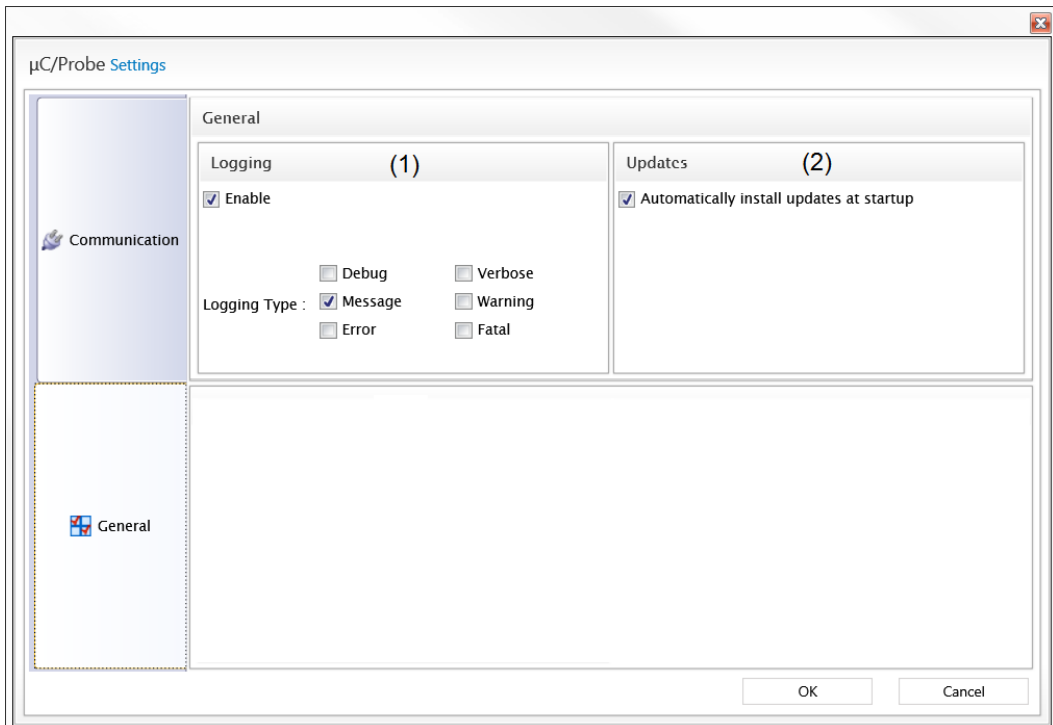 µC/Probe Settings
General
Logging (1)
Updates (2)
Enable
Automatically install updates at startup
Communication
Debug Verbose
Logging Type : Message Warning
Error Fatal
General
OK Cancel